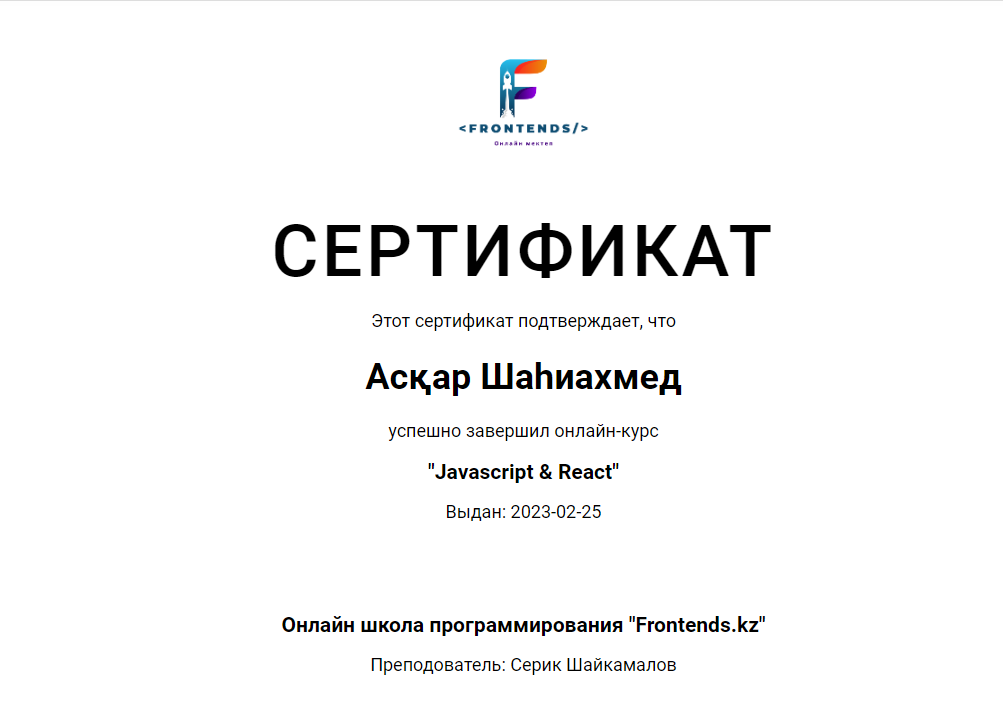 <FRONTENDS/>
Онлайн мектеп
СЕРТИФИКАТ
Этот сертификат подтверждает, что
Асқар Шаһиахмед
успешно завершил онлайн-курс
"Javascript & React"
Выдан: 2023-02-25
Онлайн школа программирования "Frontends.kz"
Преподователь: Серик Шайкамалов